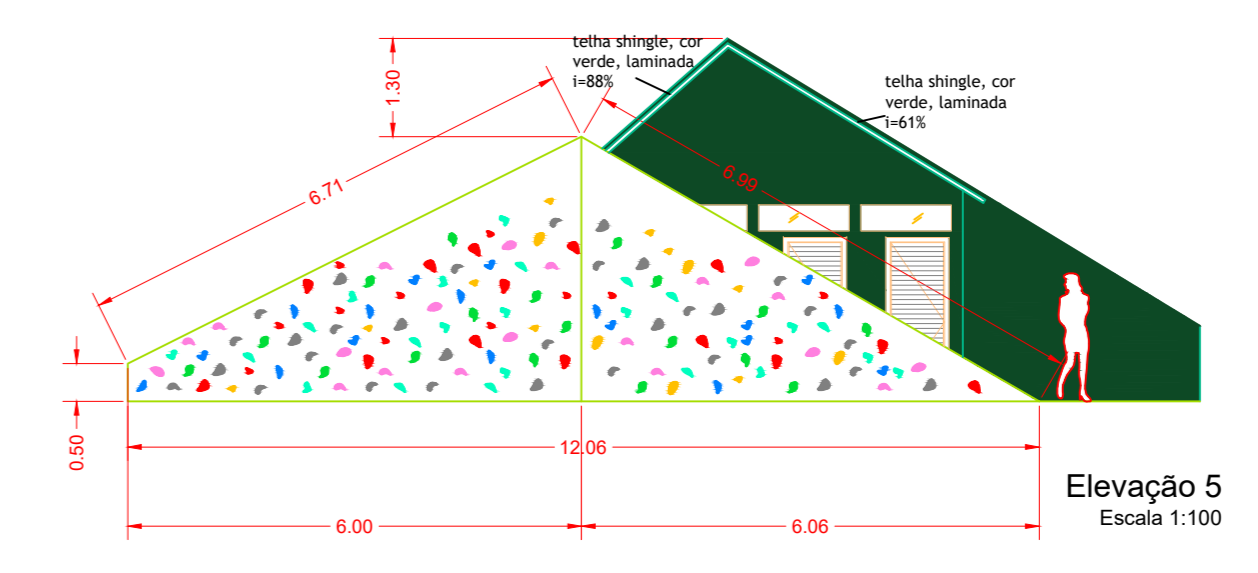 telha shingle, cor
verde, laminada
i=88%
telha shingle, cor
verde, laminada
i=61%
1.30
6.71
6.99
0.50
12.06
6.00
6.06
Elevação 5
Escala 1:100